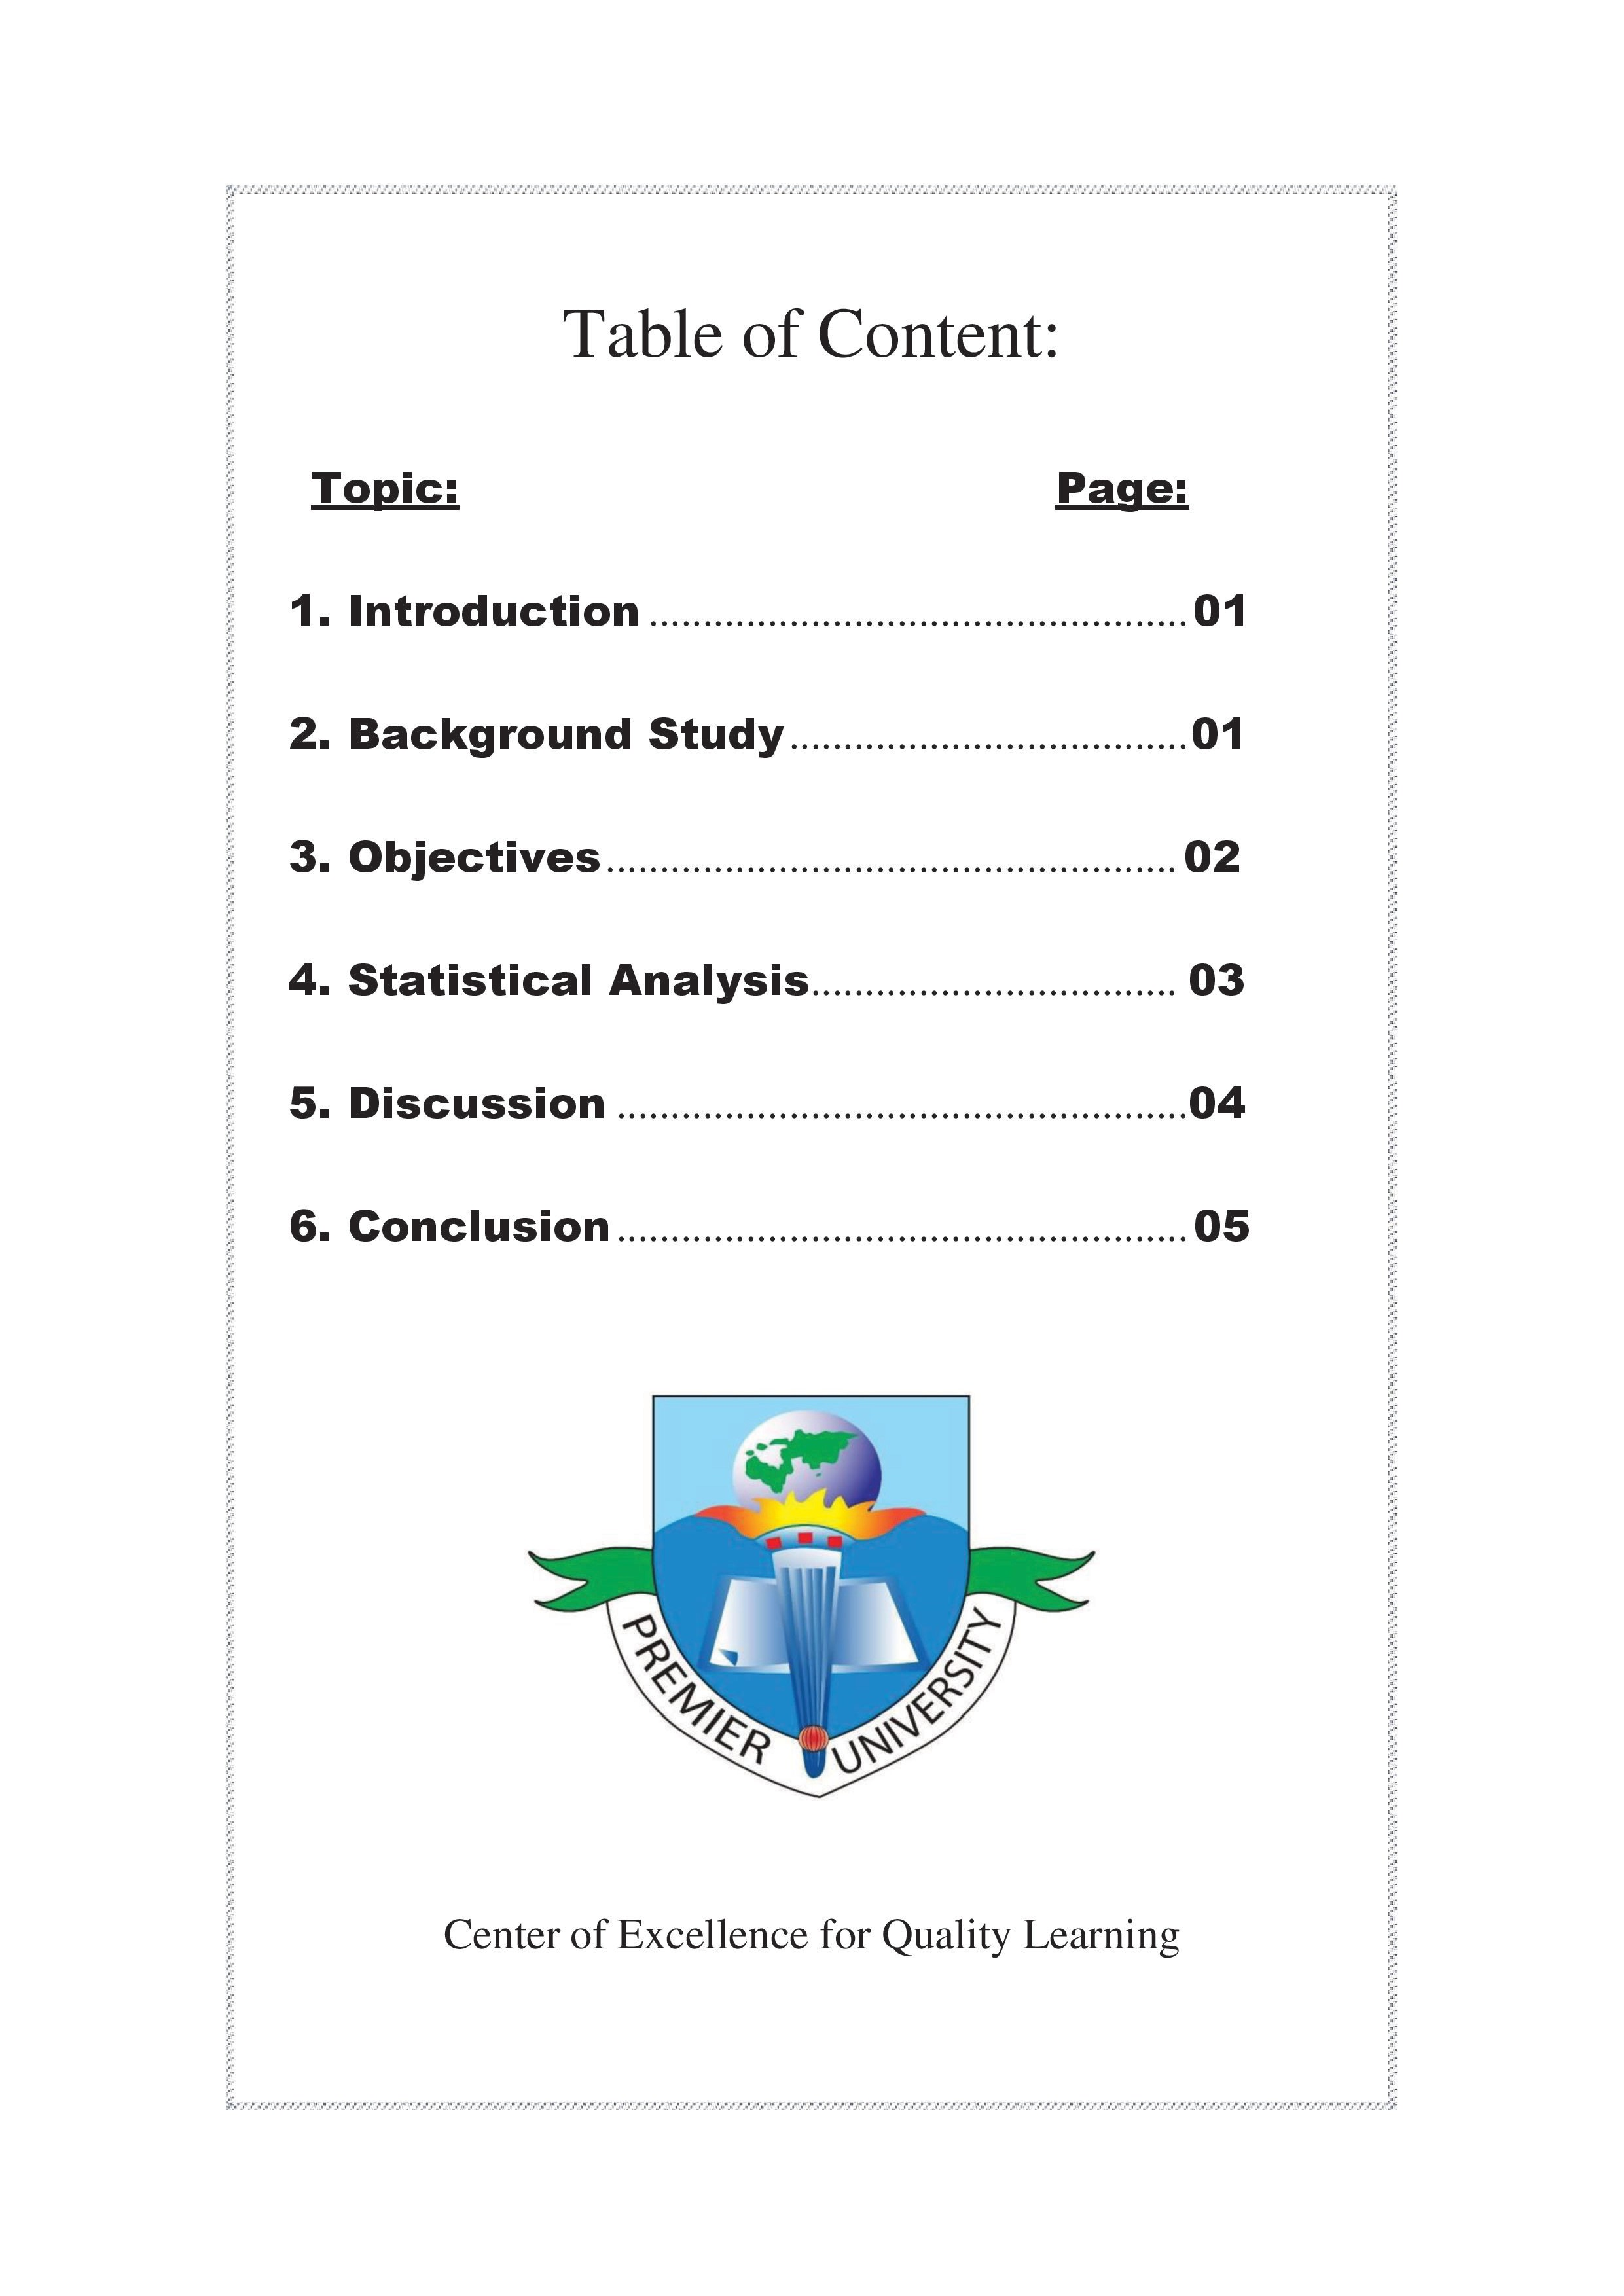 Table of Content:
Topic: Page:
1. Introduction ..................................................01
2. Background Study.....................................01
3. Objectives..................................................... 02
4. Statistical Analysis.................................. 03
5. Discussion .....................................................04
6. Conclusion.....................................................05
PREMIER UNIVERSITY
Center of Excellence for Quality Learning